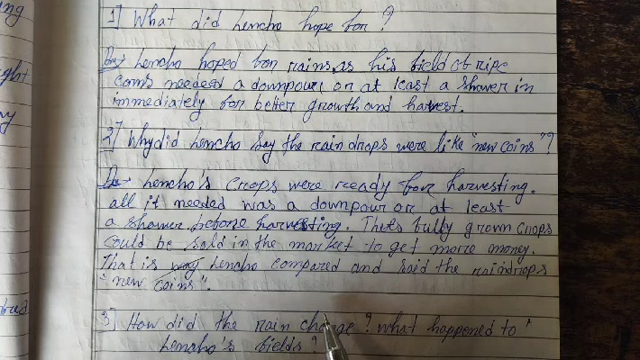 ing
1] What did Lencho hope for ?
Ans Lencho hoped for rains, as his field of ripe
corns needed a downpour or at least a shower in
immediately for better growth and harvest.
2] Why did Lencho say the raindrops were like "new coins"?
Ans Lencho's crops were ready for harvesting.
all it needed was a downpour or at least
a shower before harvesting. Thats fully grown crops
could be sold in the market to get more money.
That is why Lencho compared and said the raindrops
"new coins".
3] How did the rain change ? What happened to
Lencho's fields?